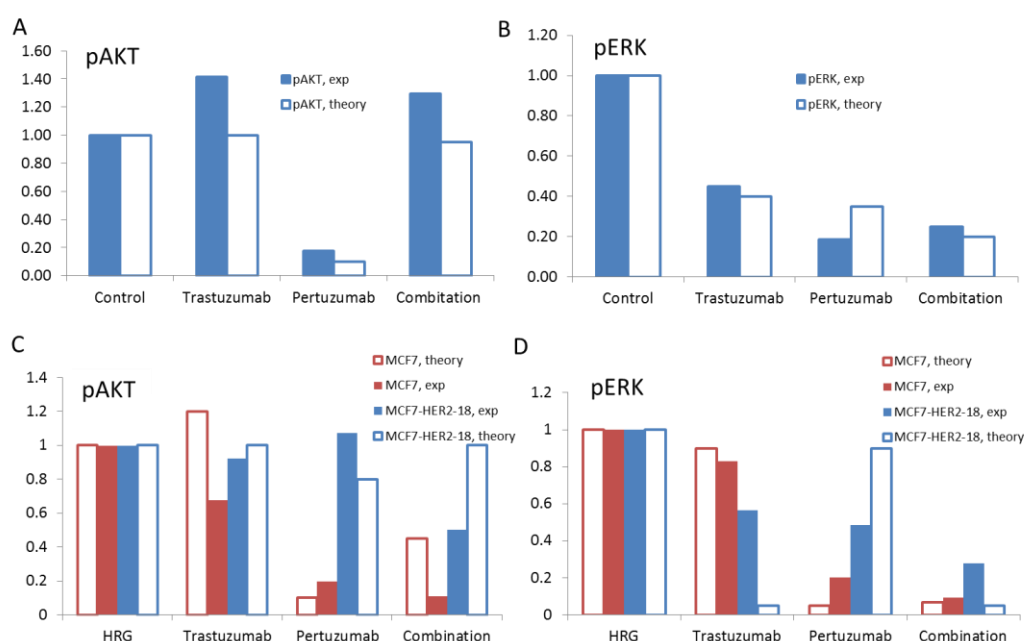 A
pAKT
1.60
1.40
1.20
1.00
0.80
0.60
0.40
0.20
0.00
pAKT, exp
pAKT, theory
Control Trastuzumab Pertuzumab Combitation
B
pERK
1.20
1.00
0.80
0.60
0.40
0.20
0.00
pERK, exp
pERK, theory
Control Trastuzumab Pertuzumab Combitation
C
pAKT
1.4
1.2
1
0.8
0.6
0.4
0.2
0
MCF7, theory
MCF7, exp
MCF7-HER2-18, exp
MCF7-HER2-18, theory
HRG Trastuzumab Pertuzumab Combination
D
pERK
1.2
1
0.8
0.6
0.4
0.2
0
MCF7, theory
MCF7, exp
MCF7-HER2-18, exp
MCF7-HER2-18, theory
HRG Trastuzumab Pertuzumab Combination